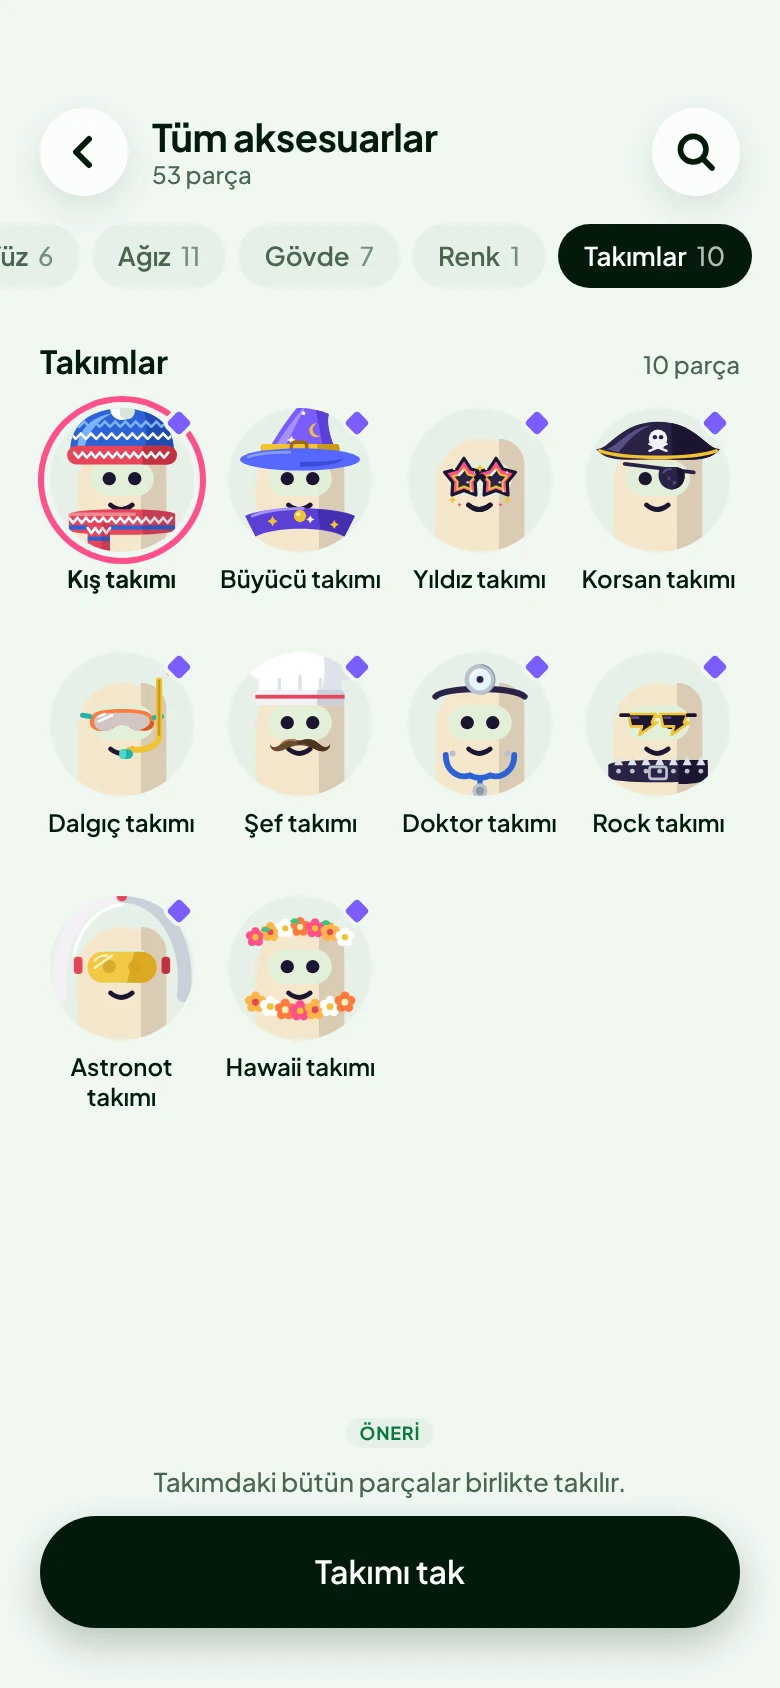 Tüm aksesuarlar
53 parça
üz 6
Ağız 11
Gövde 7
Renk 1
Takımlar 10
Takımlar
10 parça
Kış takımı
Büyücü takımı
Yıldız takımı
Korsan takımı
Dalgıç takımı
Şef takımı
Doktor takımı
Rock takımı
Astronot
takımı
Hawaii takımı
ÖNERİ
Takımdaki bütün parçalar birlikte takılır.
Takımı tak